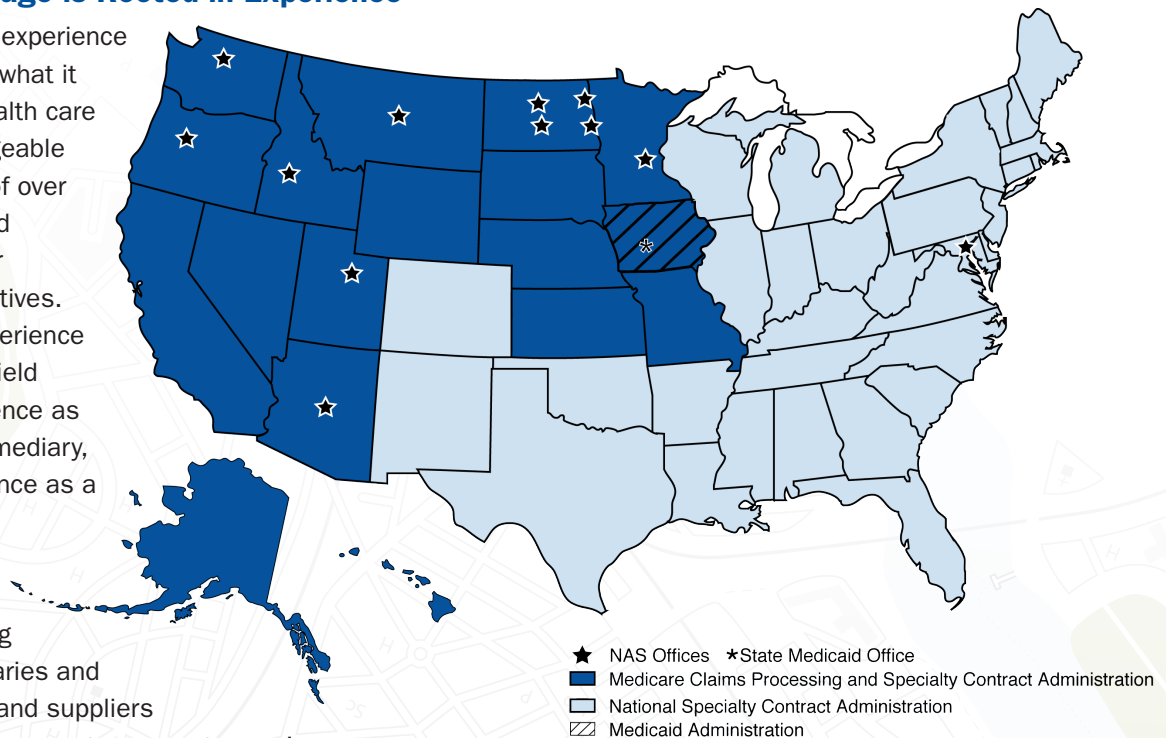 experience
what it
alth care
geable
f over
d
r
tives.
erience
ield
ence as
mediary,
nce as a
g
aries and
and suppliers
★ NAS Offices *State Medicaid Office
Medicare Claims Processing and Specialty Contract Administration
National Specialty Contract Administration
Medicaid Administration